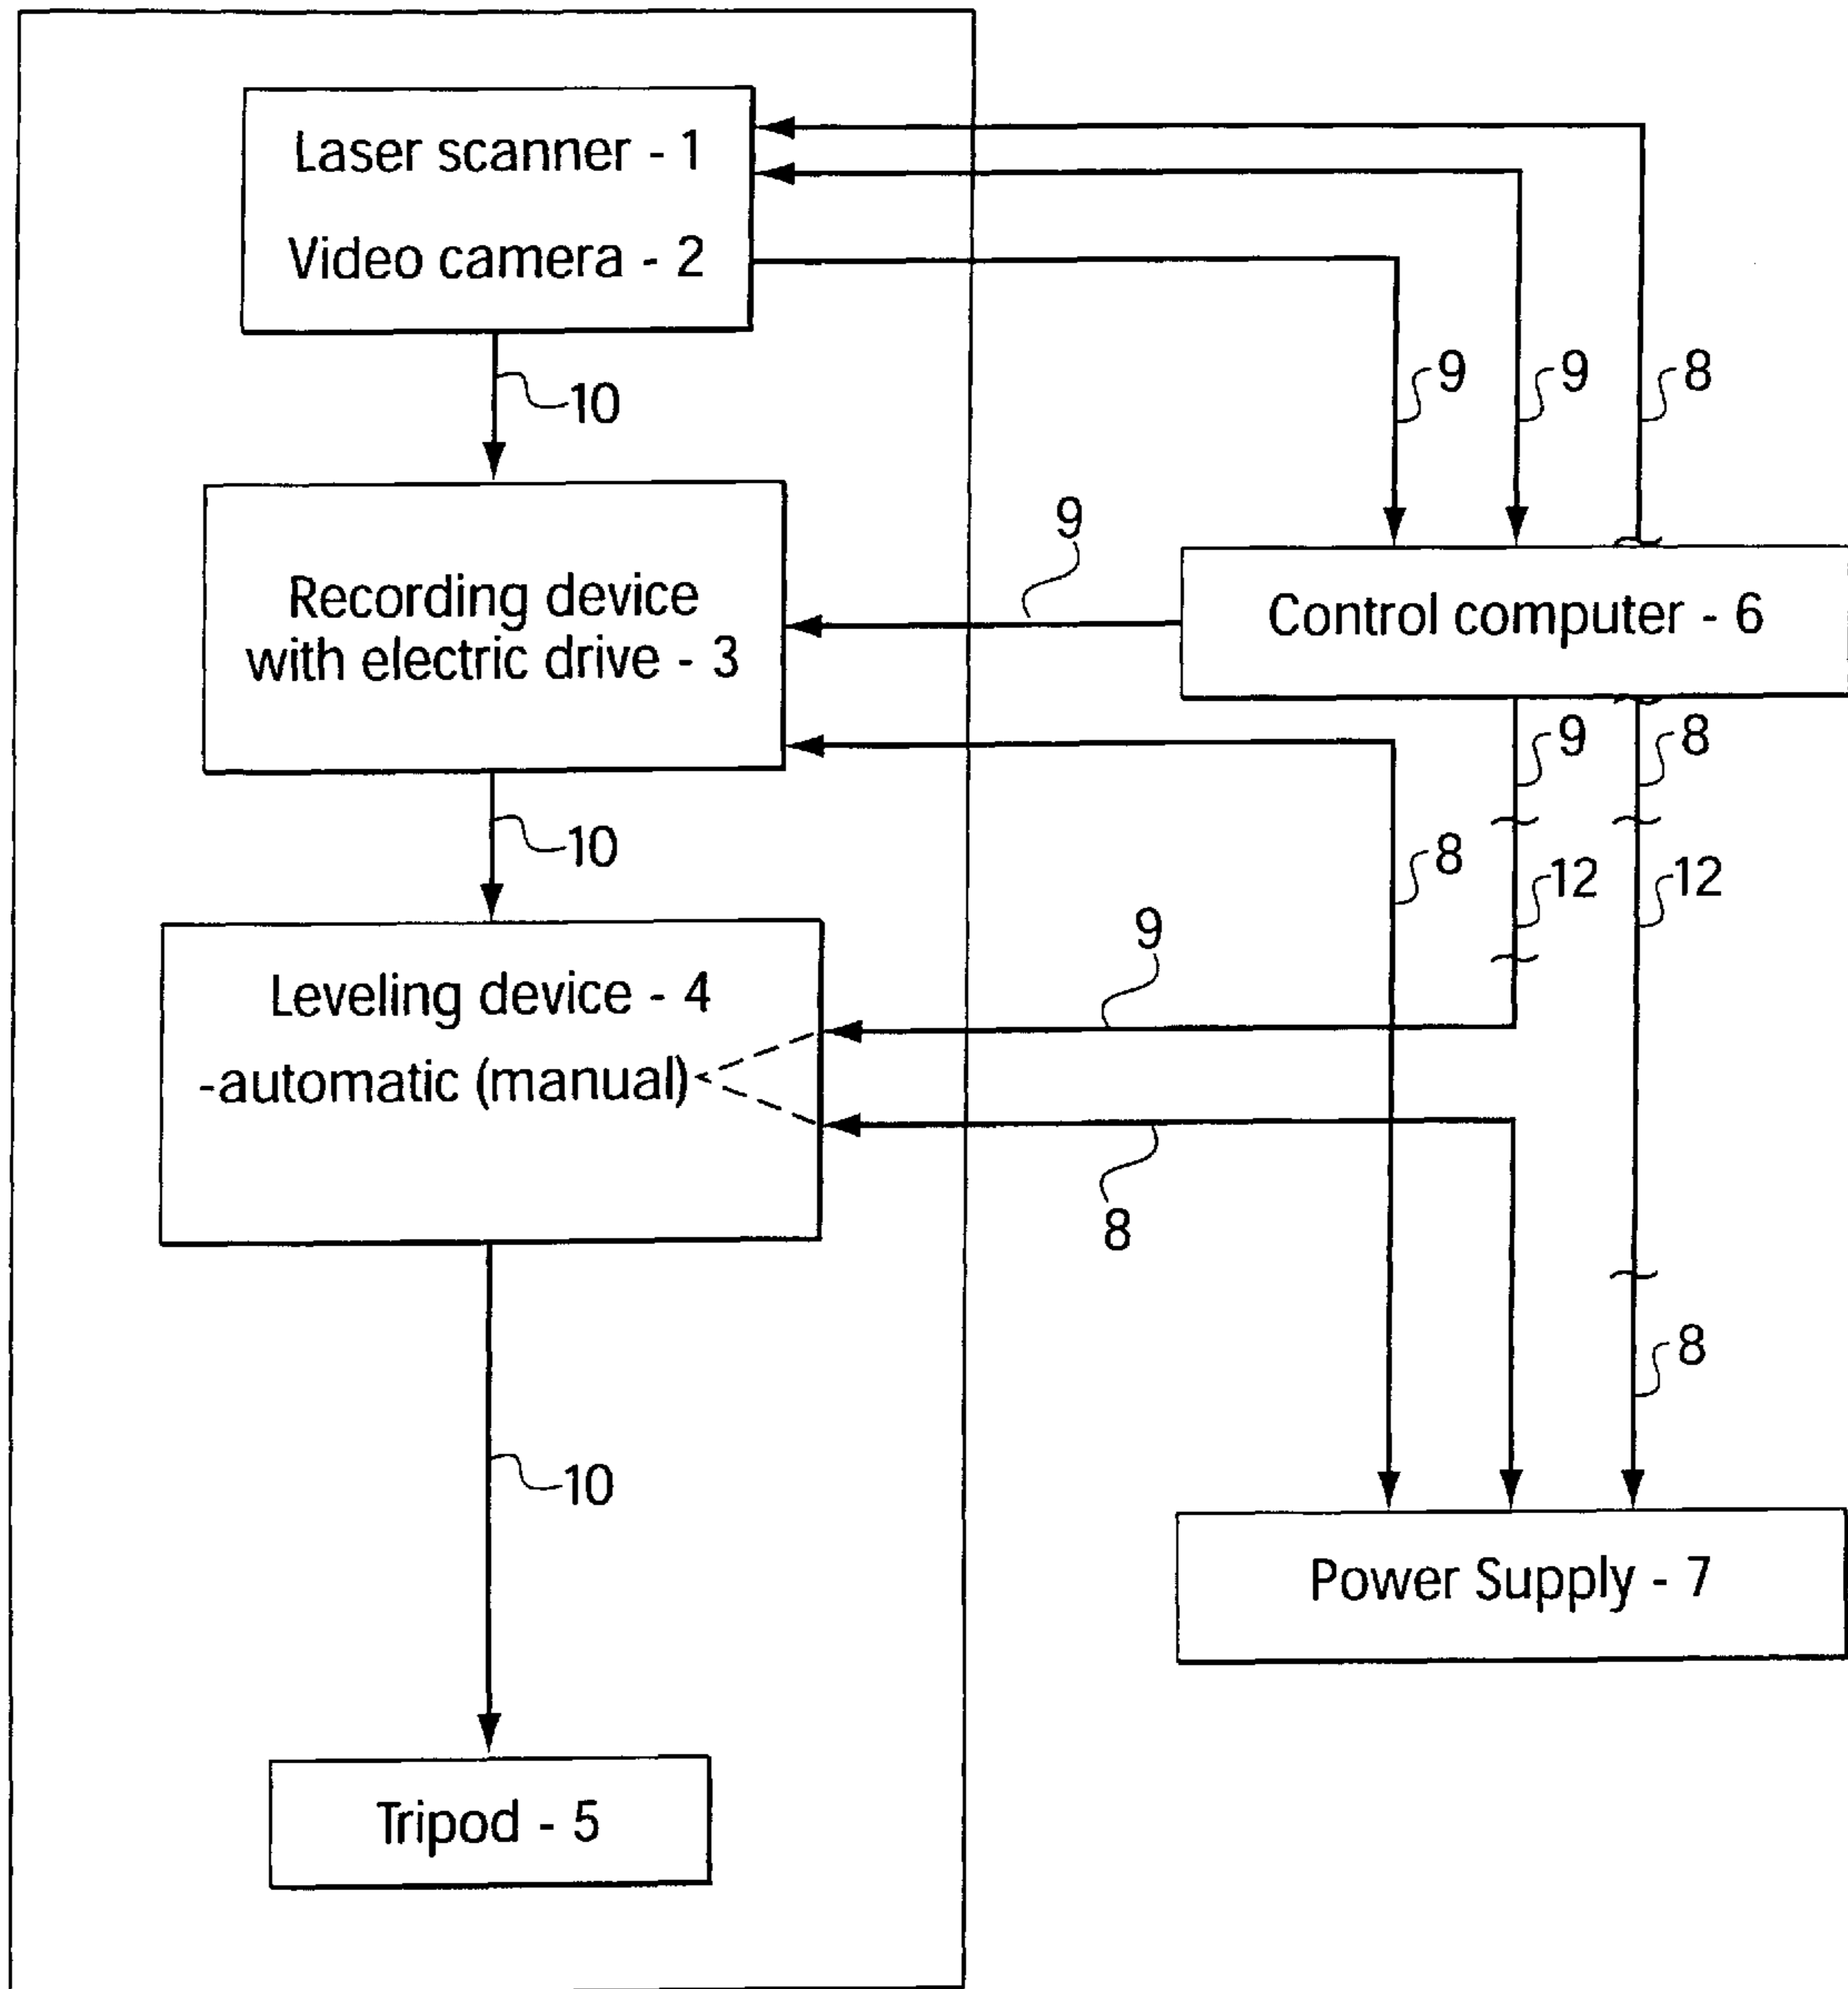 Laser scanner - 1
Video camera - 2
9
9
8
10
9
Recording device
with electric drive - 3
Control computer - 6
9
8
10
8
12
12
9
Leveling device - 4
-automatic (manual)
8
8
10
Power Supply - 7
Tripod - 5